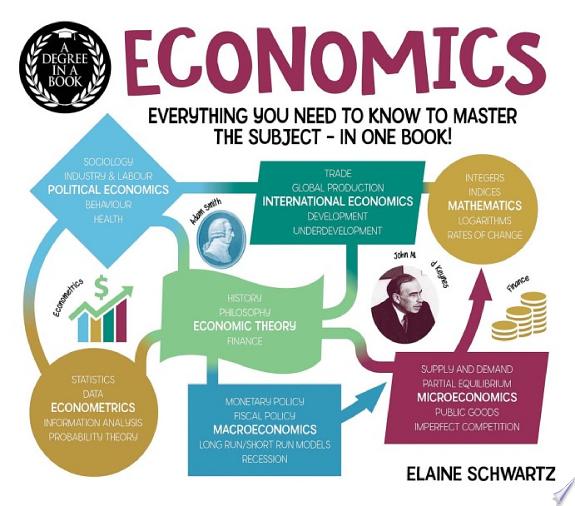 A
DEGREE
IN A
BOOK
ECONOMICS
EVERYTHING YOU NEED TO KNOW TO MASTER
THE SUBJECT – IN ONE BOOK!
SOCIOLOGY
INDUSTRY & LABOUR
POLITICAL ECONOMICS
BEHAVIOUR
HEALTH
Adam Smith
TRADE
GLOBAL PRODUCTION
INTERNATIONAL ECONOMICS
DEVELOPMENT
UNDERDEVELOPMENT
INTEGERS
INDICES
MATHEMATICS
LOGARITHMS
RATES OF CHANGE
Econometrics
$
HISTORY
PHILOSOPHY
ECONOMIC THEORY
FINANCE
John M.
d Keynes
Finance
STATISTICS
DATA
ECONOMETRICS
INFORMATION ANALYSIS
PROBABILITY THEORY
MONETARY POLICY
FISCAL POLICY
MACROECONOMICS
LONG RUN/SHORT RUN MODELS
RECESSION
SUPPLY AND DEMAND
PARTIAL EQUILIBRIUM
MICROECONOMICS
PUBLIC GOODS
IMPERFECT COMPETITION
ELAINE SCHWARTZ